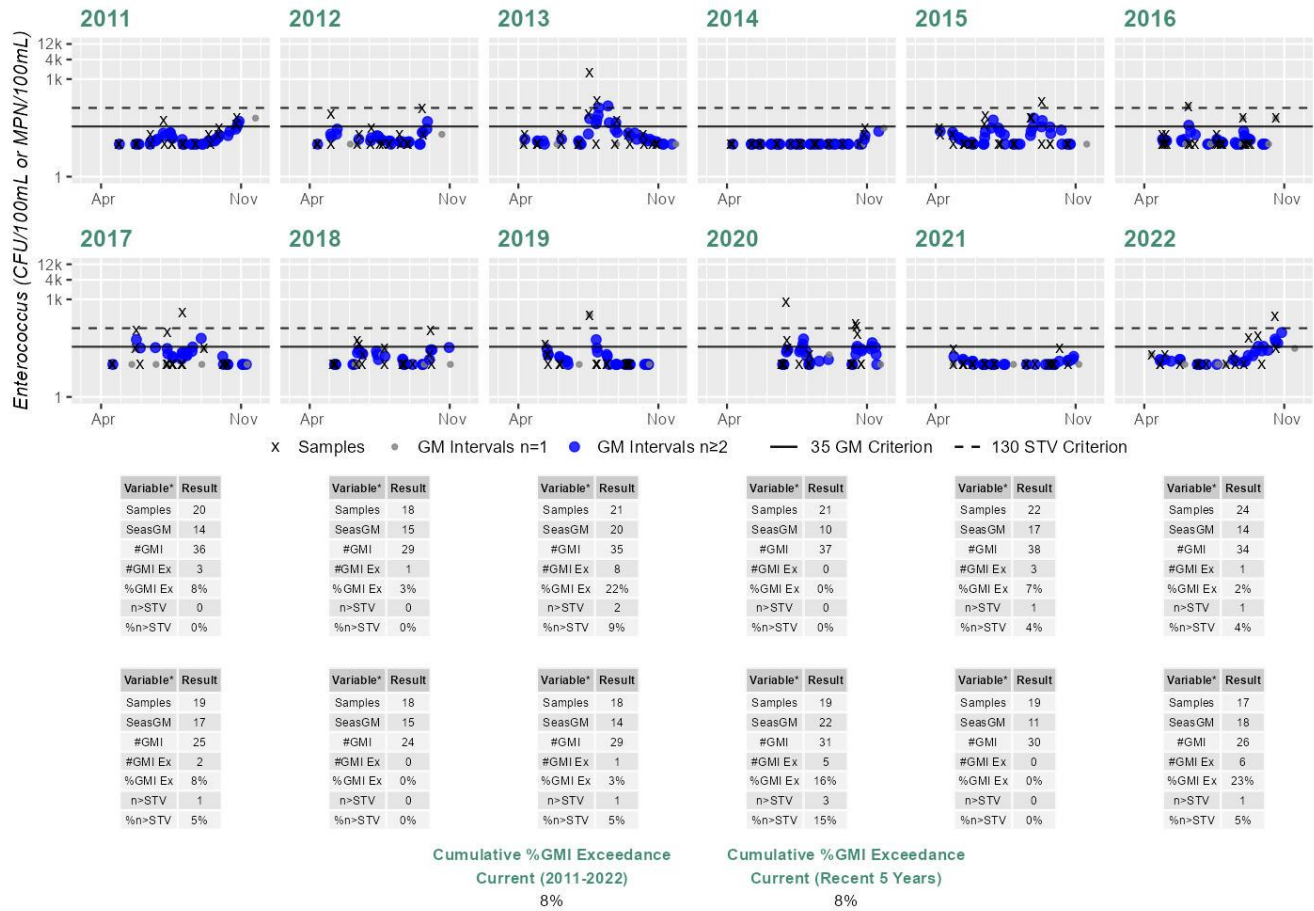 2011 2012 2013 2014 2015 2016
12k
4k
1k
1
Apr Nov Apr Nov Apr Nov Apr Nov Apr Nov Apr Nov
Enterococcus (CFU/100mL or MPN/100mL)
2017 2018 2019 2020 2021 2022
12k
4k
1k
1
Apr Nov Apr Nov Apr Nov Apr Nov Apr Nov Apr Nov
x Samples GM Intervals n=1 GM Intervals n≥2 35 GM Criterion 130 STV Criterion
Variable* Result Variable* Result Variable* Result Variable* Result Variable* Result Variable* Result
Samples 20 Samples 18 Samples 21 Samples 21 Samples 22 Samples 24
SeasGM 14 SeasGM 15 SeasGM 20 SeasGM 10 SeasGM 17 SeasGM 14
#GMI 36 #GMI 29 #GMI 35 #GMI 37 #GMI 38 #GMI 34
#GMI Ex 3 #GMI Ex 1 #GMI Ex 8 #GMI Ex 0 #GMI Ex 3 #GMI Ex 1
%GMI Ex 8% %GMI Ex 3% %GMI Ex 22% %GMI Ex 0% %GMI Ex 7% %GMI Ex 2%
n>STV 0 n>STV 0 n>STV 2 n>STV 0 n>STV 1 n>STV 1
%n>STV 0% %n>STV 0% %n>STV 9% %n>STV 0% %n>STV 4% %n>STV 4%
Variable* Result Variable* Result Variable* Result Variable* Result Variable* Result Variable* Result
Samples 19 Samples 18 Samples 18 Samples 19 Samples 19 Samples 17
SeasGM 17 SeasGM 15 SeasGM 14 SeasGM 22 SeasGM 11 SeasGM 18
#GMI 25 #GMI 24 #GMI 29 #GMI 31 #GMI 30 #GMI 26
#GMI Ex 2 #GMI Ex 0 #GMI Ex 1 #GMI Ex 5 #GMI Ex 0 #GMI Ex 6
%GMI Ex 8% %GMI Ex 0% %GMI Ex 3% %GMI Ex 16% %GMI Ex 0% %GMI Ex 23%
n>STV 1 n>STV 0 n>STV 1 n>STV 3 n>STV 0 n>STV 1
%n>STV 5% %n>STV 0% %n>STV 5% %n>STV 15% %n>STV 0% %n>STV 5%
Cumulative %GMI Exceedance Cumulative %GMI Exceedance
Current (2011-2022) Current (Recent 5 Years)
8% 8%